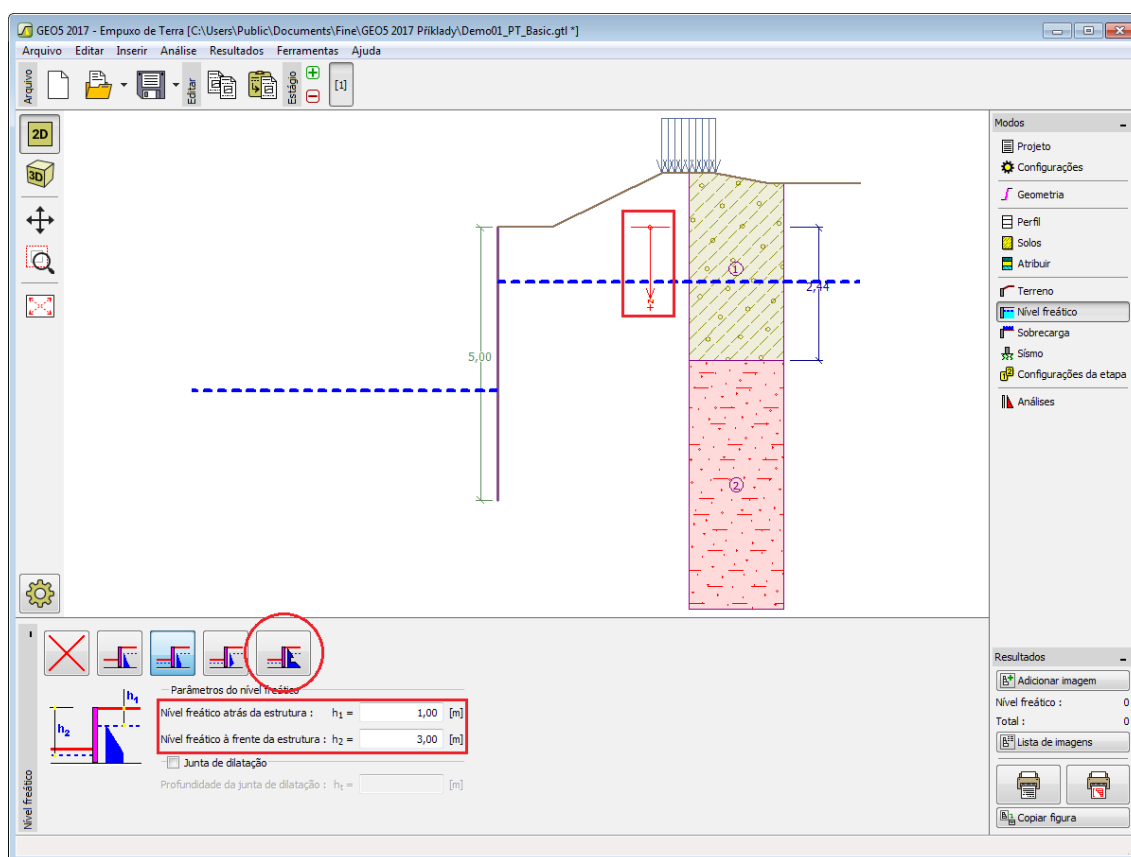 GEO5 2017 - Empuxo de Terra [C:\Users\Public\Documents\Fine\GEO5 2017 Příklady\Demo01_PT_Basic.gtl *]
Arquivo Editar Inserir Análise Resultados Ferramentas Ajuda
Arquivo
Editar
Estágio
[1]
2D
3D
5,00
+z
1
2,44
2
Modos
Projeto
Configurações
Geometria
Perfil
Solos
Atribuir
Terreno
Nível freático
Sobrecarga
Sísmo
Configurações da etapa
Análises
Nível freático
h1
h2
Parâmetros do nível freático
Nível freático atrás da estrutura : h1 = 1,00 [m]
Nível freático à frente da estrutura : h2 = 3,00 [m]
Junta de dilatação
Profundidade da junta de dilatação : ht = [m]
Resultados
Adicionar imagem
Nível freático : 0
Total : 0
Lista de imagens
Copiar figura